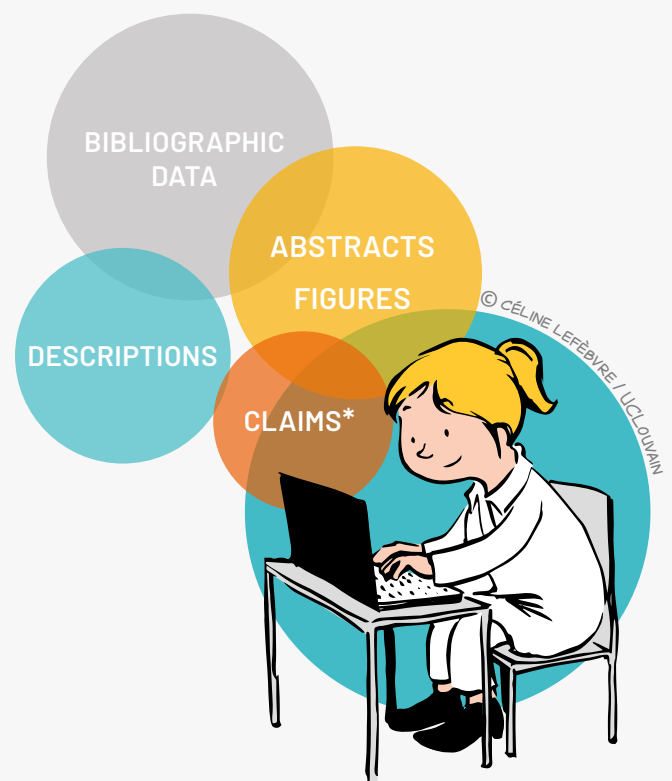 BIBLIOGRAPHIC
DATA
ABSTRACTS
FIGURES
DESCRIPTIONS
CLAIMS*
© CÉLINE LEFÈBVRE / UCLOUVAIN